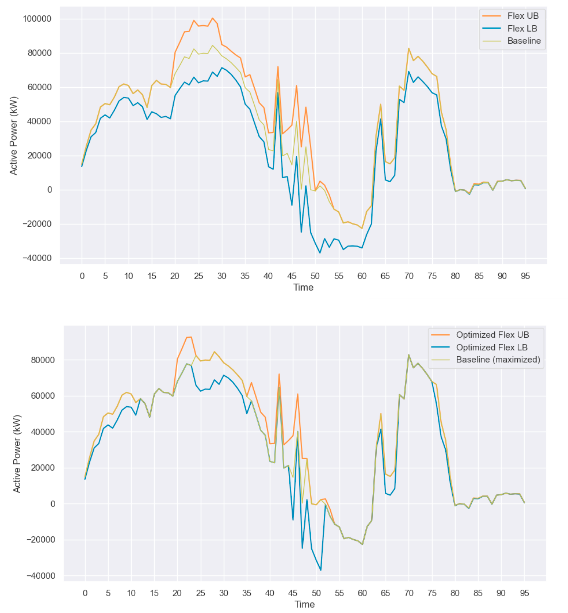 100000
80000
60000
40000
20000
0
−20000
−40000
Active Power (kW)
Flex UB
Flex LB
Baseline
0 5 10 15 20 25 30 35 40 45 50 55 60 65 70 75 80 85 90 95
Time
80000
60000
40000
20000
0
−20000
−40000
Active Power (kW)
Optimized Flex UB
Optimized Flex LB
Baseline (maximized)
0 5 10 15 20 25 30 35 40 45 50 55 60 65 70 75 80 85 90 95
Time